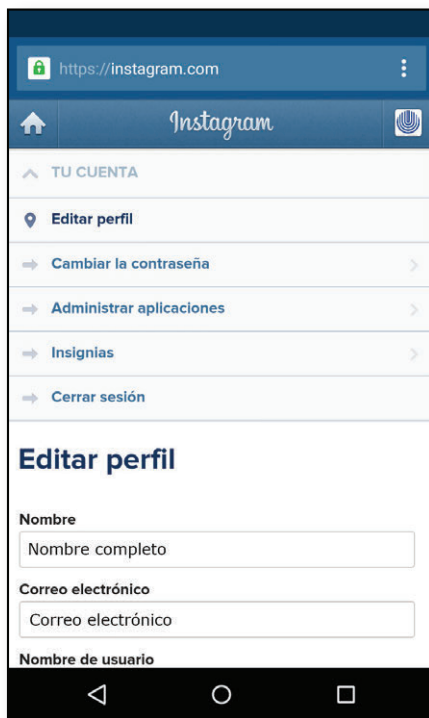 https://instagram.com
Instagram
TU CUENTA
Editar perfil
Cambiar la contraseña
Administrar aplicaciones
Insignias
Cerrar sesión
Editar perfil
Nombre
Nombre completo
Correo electrónico
Correo electrónico
Nombre de usuario